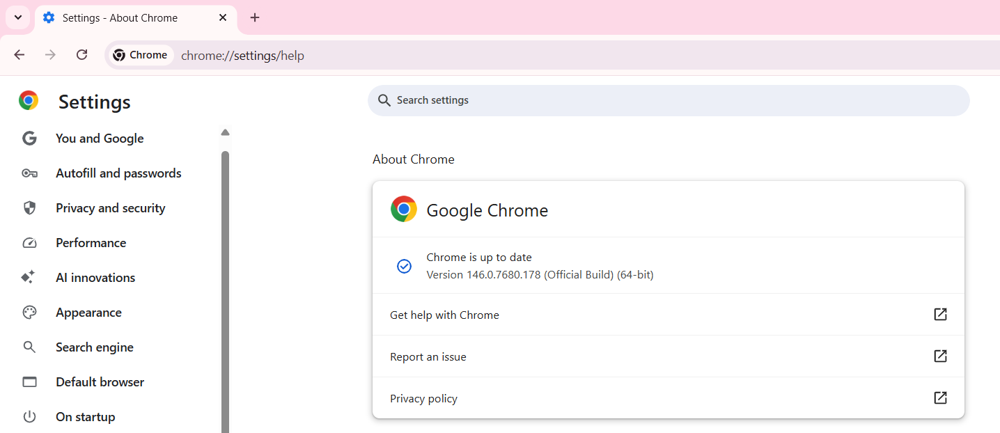 Settings - About Chrome
Chrome
chrome://settings/help
Settings
Search settings
You and Google
Autofill and passwords
Privacy and security
Performance
AI innovations
Appearance
Search engine
Default browser
On startup
About Chrome
Google Chrome
Chrome is up to date
Version 146.0.7680.178 (Official Build) (64-bit)
Get help with Chrome
Report an issue
Privacy policy